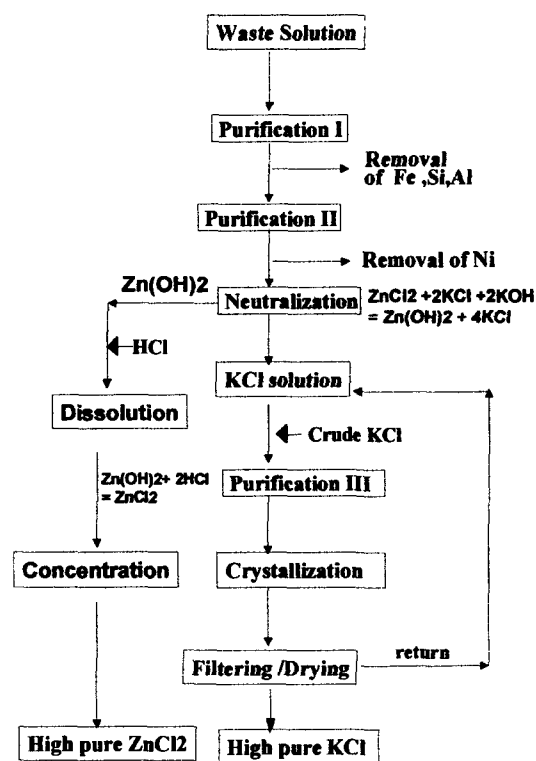 Waste Solution
Purification I
Removal
of Fe ,Si,Al
Purification II
Removal of Ni
Zn(OH)2
Neutralization
ZnCl2 +2KCl +2KOH
= Zn(OH)2 + 4KCl
HCl
KCl solution
Dissolution
Crude KCl
Zn(OH)2+ 2HCl
= ZnCl2
Purification III
Concentration
Crystallization
Filtering /Drying
return
High pure ZnCl2
High pure KCl